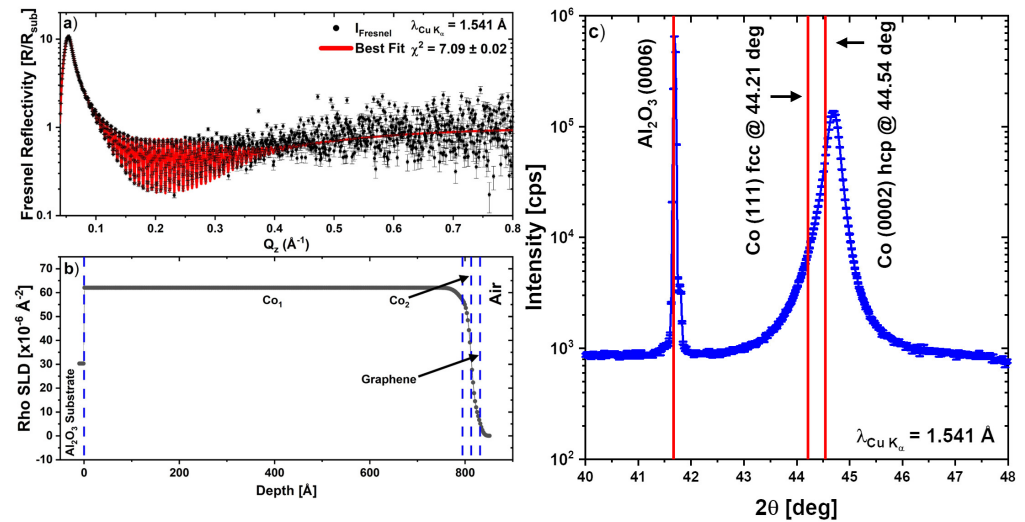 a)
I_Fresnel
λ_Cu Kα = 1.541 Å
Best Fit χ² = 7.09 ± 0.02
Fresnel Reflectivity [R/R_sub]
10
1
0.1
0.1 0.2 0.3 0.4 0.5 0.6 0.7 0.8
Q_z (Å⁻¹)
b)
Rho SLD [x10⁻⁶ Å⁻²]
70
60
50
40
30
20
10
0
-10
Al₂O₃ Substrate
Co₁
Co₂
Graphene
Air
0 200 400 600 800
Depth [Å]
c)
Intensity [cps]
10⁶
10⁵
10⁴
10³
10²
Al₂O₃ (0006)
Co (111) fcc @ 44.21 deg
Co (0002) hcp @ 44.54 deg
λ_Cu Kα = 1.541 Å
40 41 42 43 44 45 46 47 48
2θ [deg]